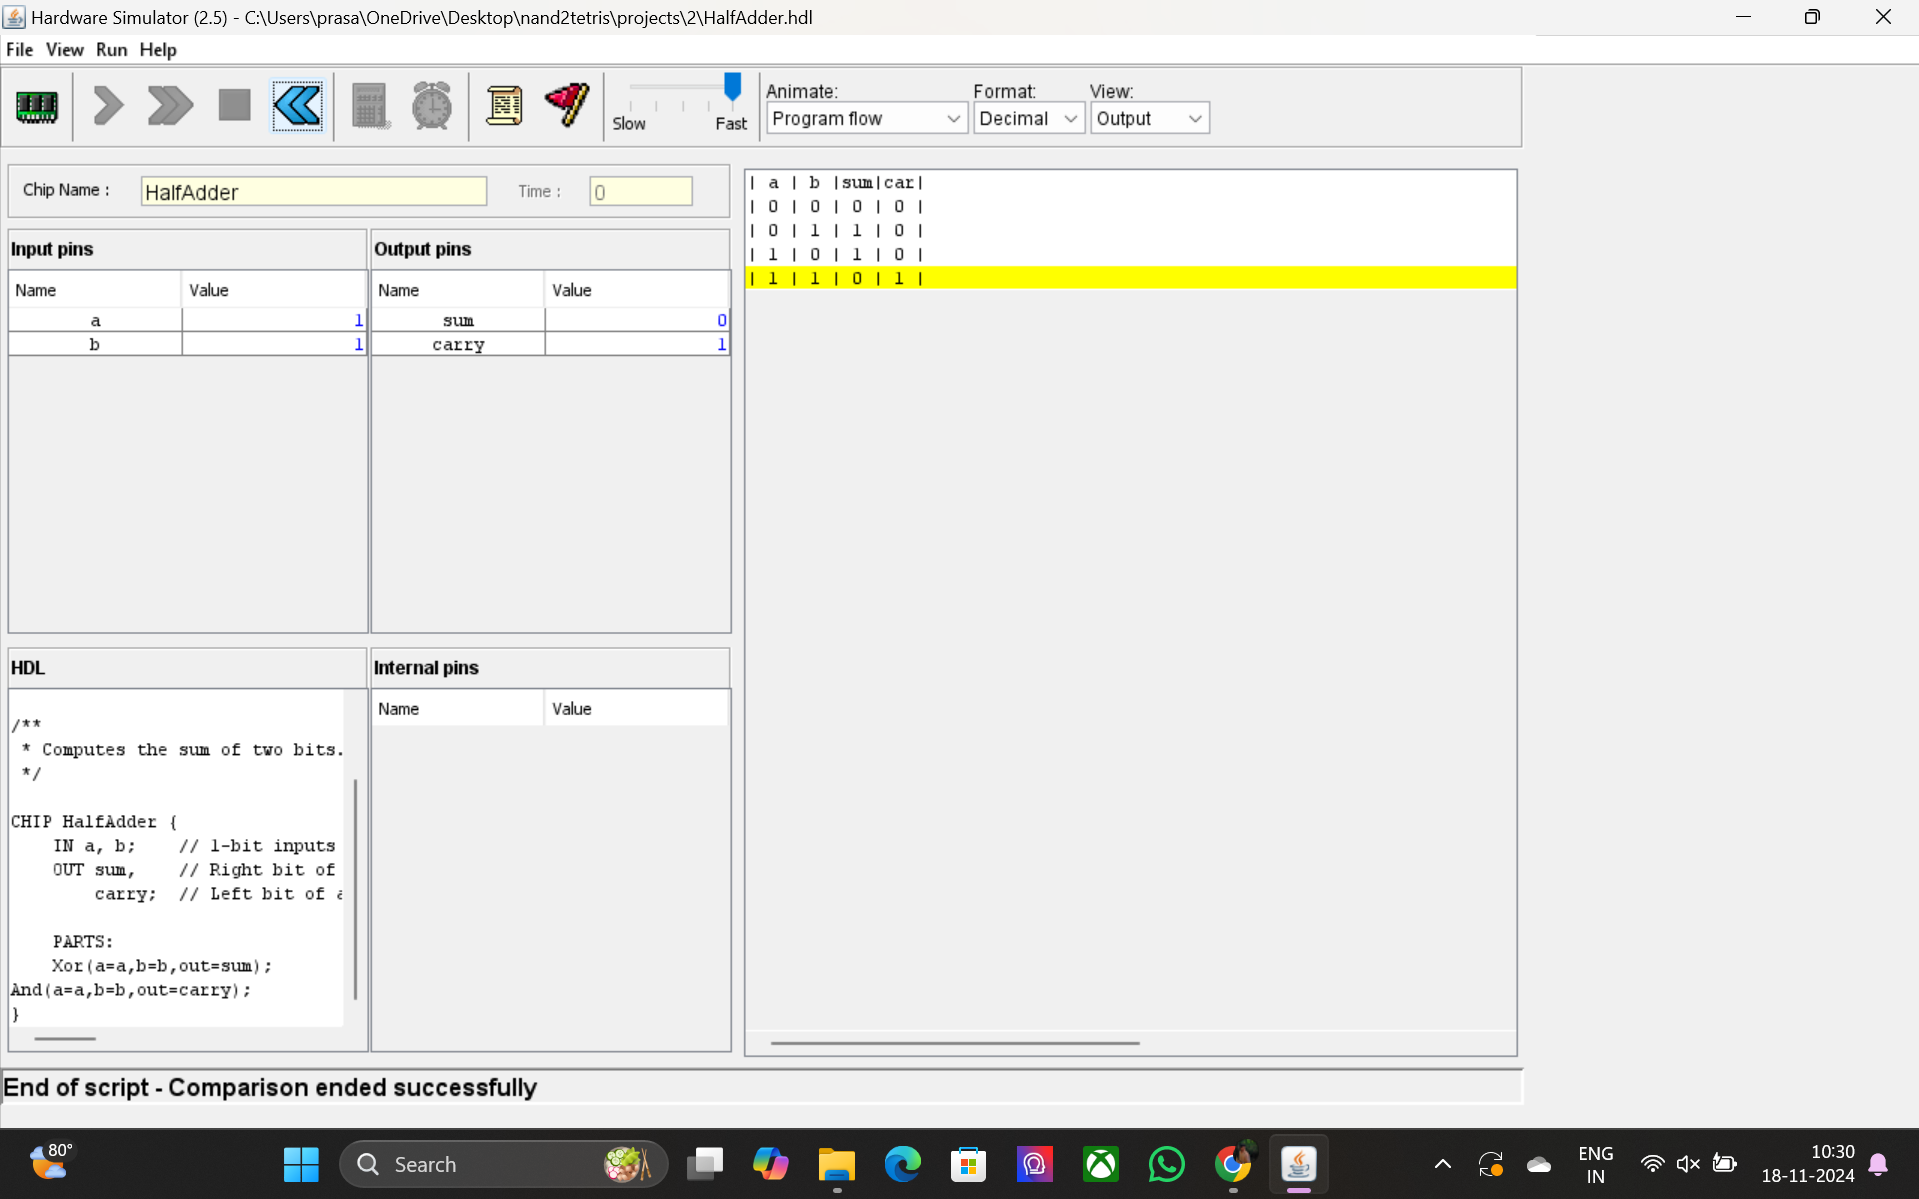 Hardware Simulator (2.5) - C:\Users\prasa\OneDrive\Desktop\nand2tetris\projects\2\HalfAdder.hdl
File View Run Help
Slow Fast
Animate: Format: View:
Program flow Decimal Output
Chip Name : HalfAdder Time : 0
Input pins
Name Value
a 1
b 1
Output pins
Name Value
sum 0
carry 1
| a | b |sum|car|
| 0 | 0 | 0 | 0 |
| 0 | 1 | 1 | 0 |
| 1 | 0 | 1 | 0 |
| 1 | 1 | 0 | 1 |
HDL
/**
* Computes the sum of two bits.
*/
CHIP HalfAdder {
IN a, b; // 1-bit inputs
OUT sum, // Right bit of
carry; // Left bit of a
PARTS:
Xor(a=a,b=b,out=sum);
And(a=a,b=b,out=carry);
}
Internal pins
Name Value
End of script - Comparison ended successfully
80°
Search
ENG
IN
10:30
18-11-2024